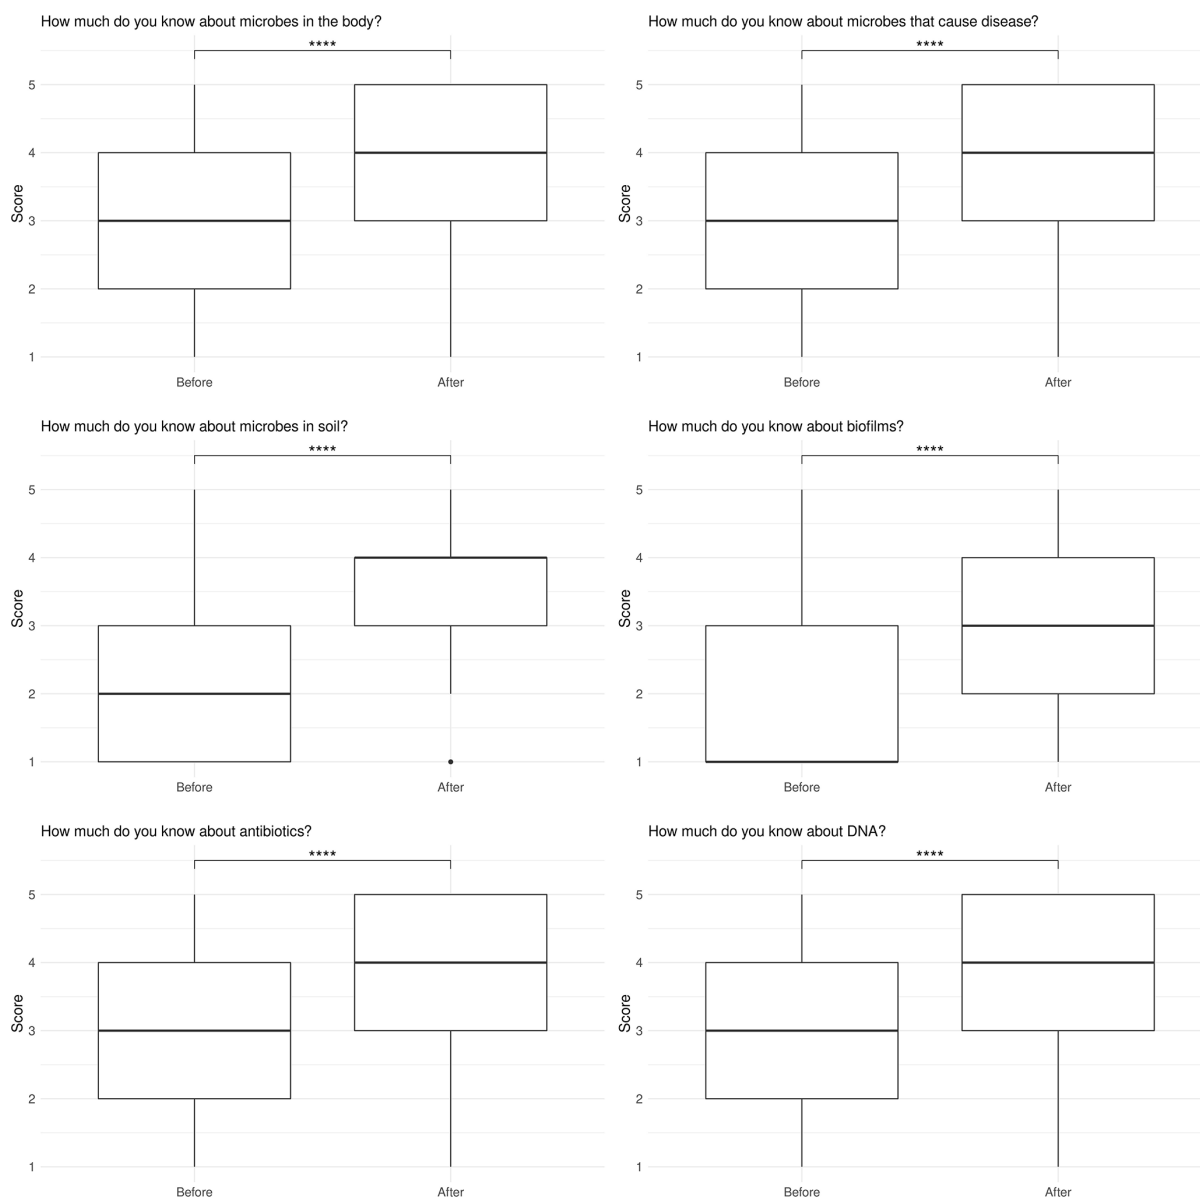 How much do you know about microbes in the body?
****
Score
5
4
3
2
1
Before After
How much do you know about microbes that cause disease?
****
Score
5
4
3
2
1
Before After
How much do you know about microbes in soil?
****
Score
5
4
3
2
1
Before After
How much do you know about biofilms?
****
Score
5
4
3
2
1
Before After
How much do you know about antibiotics?
****
Score
5
4
3
2
1
Before After
How much do you know about DNA?
****
Score
5
4
3
2
1
Before After